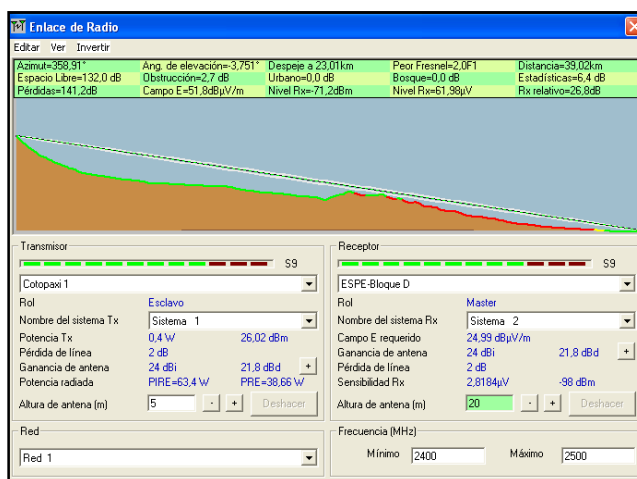 Enlace de Radio
Editar Ver Invertir
Azimut=358,91° Ang. de elevación=-3,751° Despeje a 23,01km Peor Fresnel=2,0F1 Distancia=39,02km
Espacio Libre=132,0 dB Obstrucción=2,7 dB Urbano=0,0 dB Bosque=0,0 dB Estadísticas=6,4 dB
Pérdidas=141,2dB Campo E=51,8dBµV/m Nivel Rx=-71,2dBm Nivel Rx=61,98µV Rx relativo=26,8dB
Transmisor
S9
Cotopaxi 1
Rol Esclavo
Nombre del sistema Tx Sistema 1
Potencia Tx 0,4 W 26,02 dBm
Pérdida de línea 2 dB
Ganancia de antena 24 dBi 21,8 dBd +
Potencia radiada PIRE=63,4 W PRE=38,66 W
Altura de antena (m) 5 - + Deshacer
Receptor
S9
ESPE-Bloque D
Rol Master
Nombre del sistema Rx Sistema 2
Campo E requerido 24,99 dBµV/m
Ganancia de antena 24 dBi 21,8 dBd +
Pérdida de línea 2 dB
Sensibilidad Rx 2,8184µV -98 dBm
Altura de antena (m) 20 - + Deshacer
Red
Red 1
Frecuencia (MHz)
Mínimo 2400 Máximo 2500